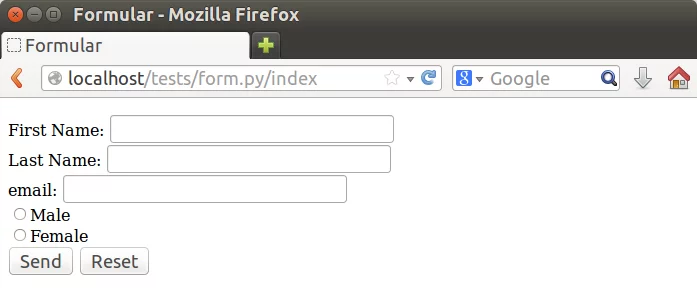 Formular - Mozilla Firefox
Formular
localhost/tests/form.py/index
Google
First Name:
Last Name:
email:
Male
Female
Send Reset